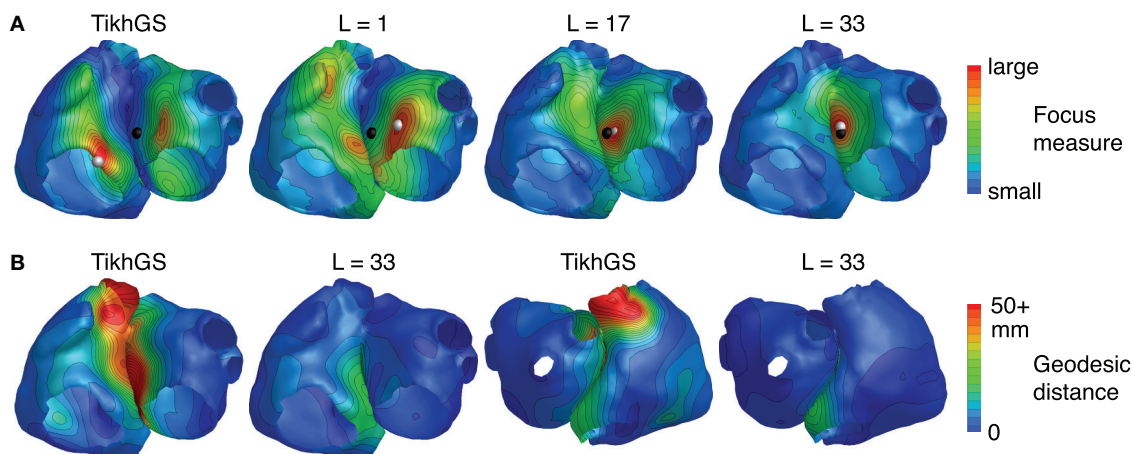 A
TikhGS
L = 1
L = 17
L = 33
large
Focus
measure
small
B
TikhGS
L = 33
TikhGS
L = 33
50+
mm
Geodesic
distance
0